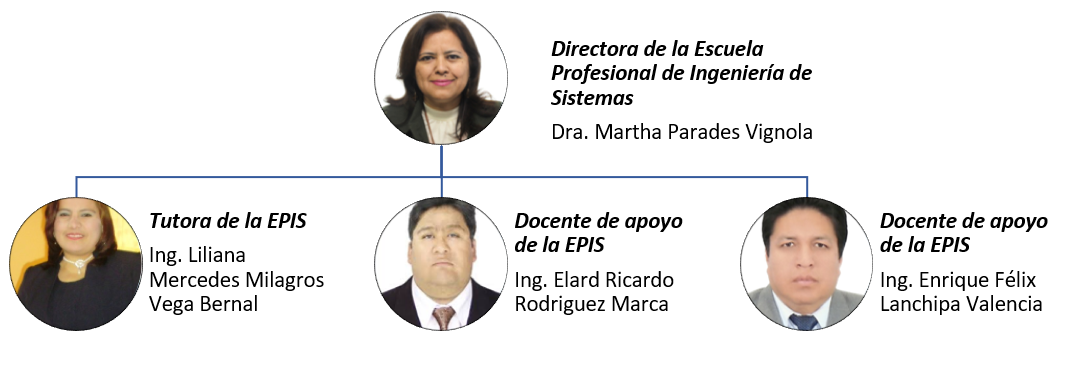 Directora de la Escuela
Profesional de Ingeniería de
Sistemas
Dra. Martha Parades Vignola
Tutora de la EPIS
Ing. Liliana
Mercedes Milagros
Vega Bernal
Docente de apoyo
de la EPIS
Ing. Elard Ricardo
Rodriguez Marca
Docente de apoyo
de la EPIS
Ing. Enrique Félix
Lanchipa Valencia